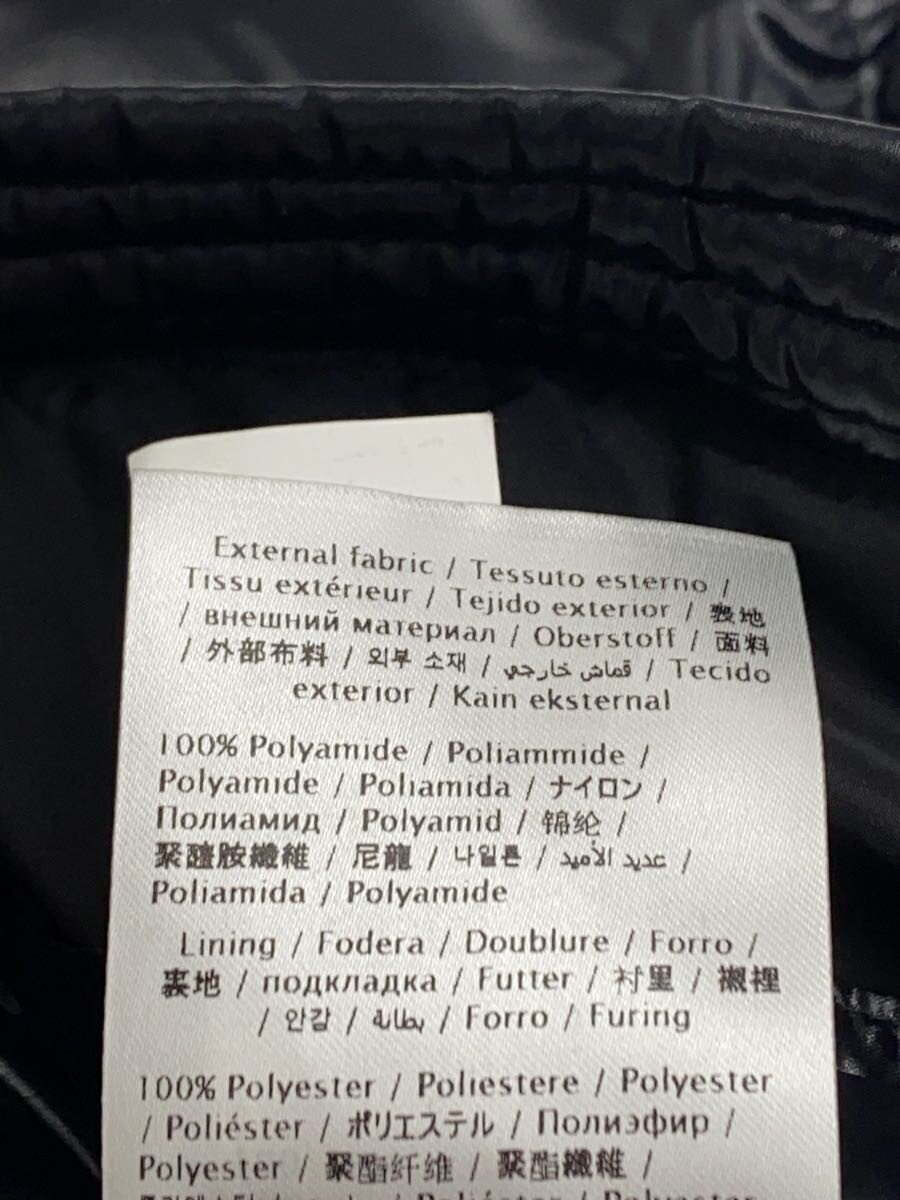 External fabric / Tessuto esterno /
Tissu extérieur / Tejido exterior / 表地
/ внешний материал / Oberstoff / 面料
/ 外部布料 / 외부 소재 / قماش خارجي / Tecido
exterior / Kain eksternal
100% Polyamide / Poliammide /
Polyamide / Poliamida / ナイロン /
Полиамид / Polyamid / 锦纶 /
聚醯胺纖維 / 尼龍 / 나일론 / عديد الأميد /
Poliamida / Polyamide
Lining / Fodera / Doublure / Forro /
裏地 / подкладка / Futter / 衬里 / 襯裡
/ 안감 / بطانة / Forro / Furing
100% Polyester / Poliestere / Polyester
/ Poliéster / ポリエステル / Полиэфир /
Polyester / 聚酯纤维 / 聚酯纖維 /
Poliéster / Polyester